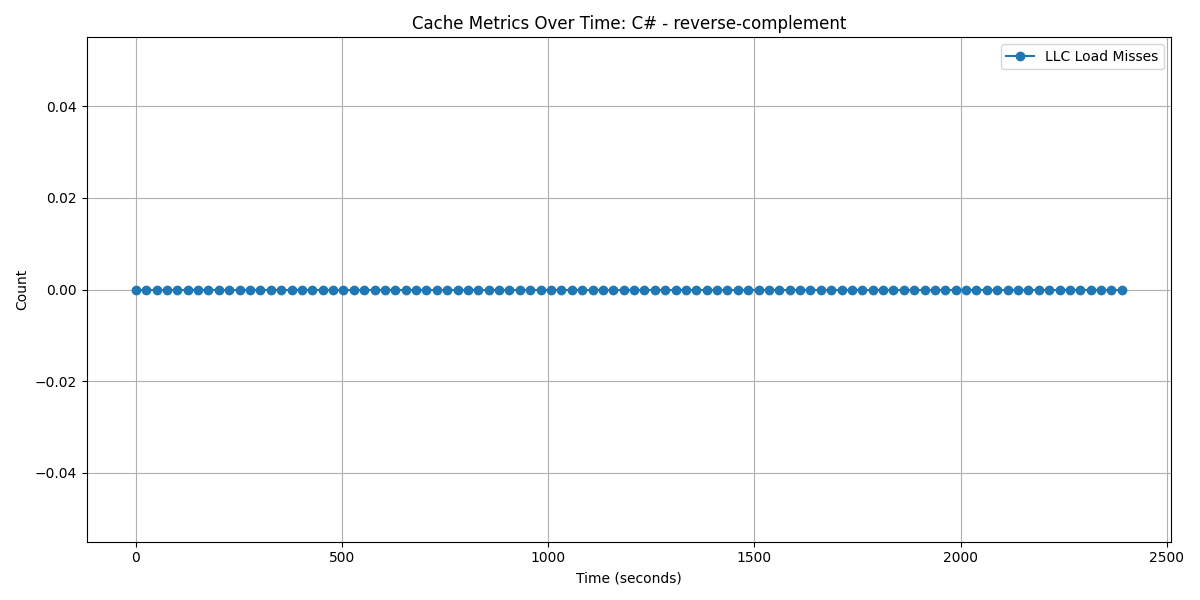 Cache Metrics Over Time: C# - reverse-complement
LLC Load Misses
0.04
0.02
0.00
−0.02
−0.04
Count
0 500 1000 1500 2000 2500
Time (seconds)